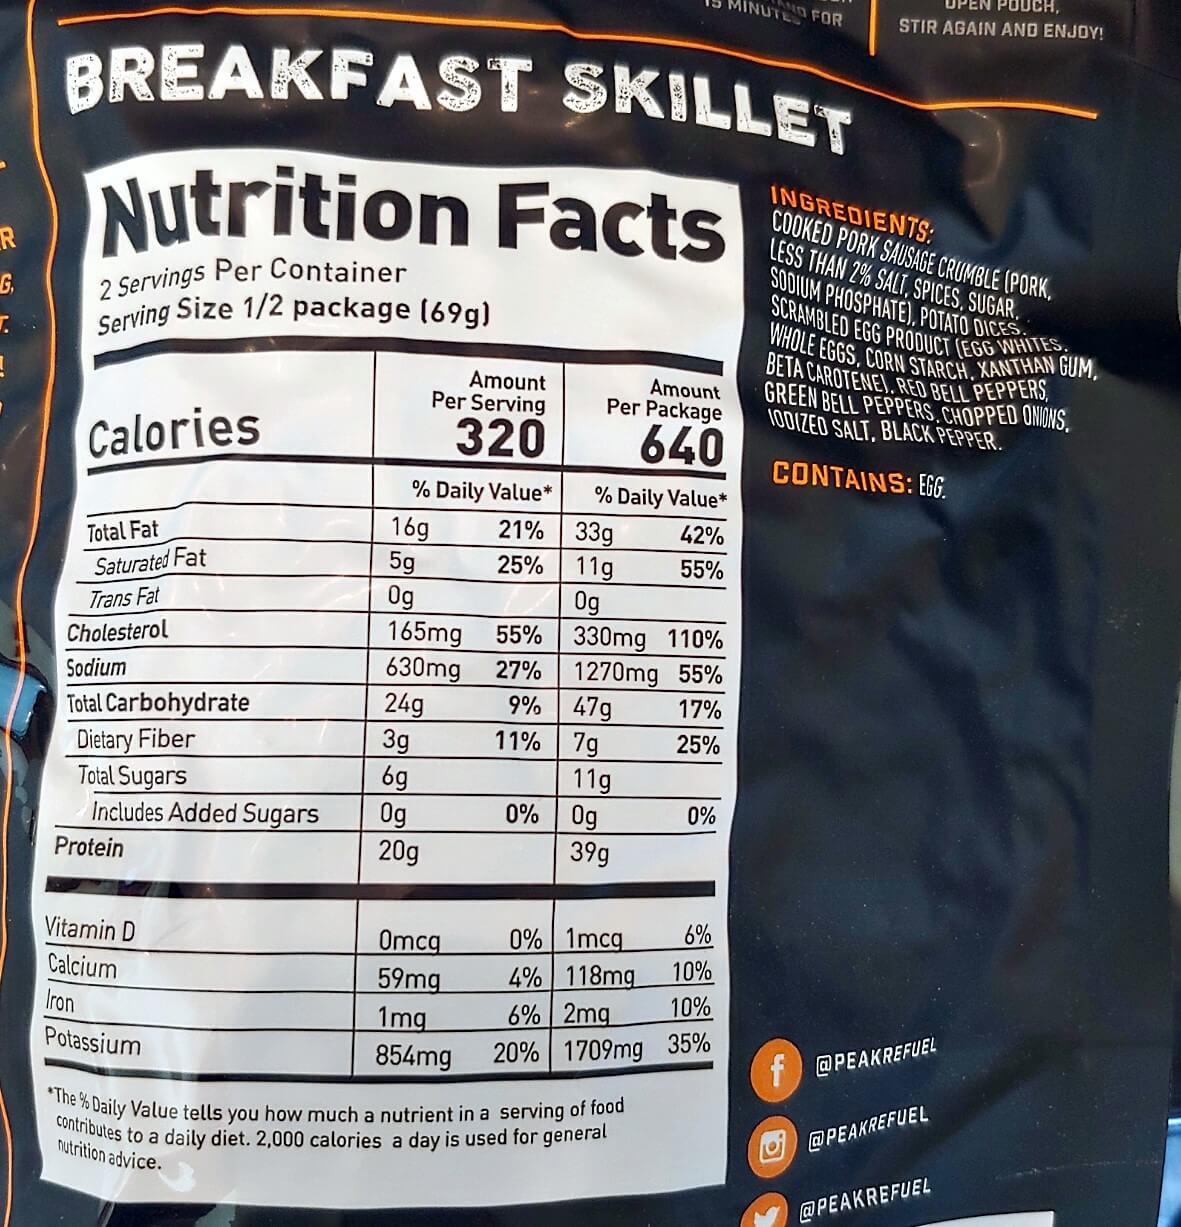 15 MINUTES AND FOR
OPEN POUCH,
STIR AGAIN AND ENJOY!
BREAKFAST SKILLET
Nutrition Facts
2 Servings Per Container
Serving Size 1/2 package (69g)
Amount Per Serving Amount Per Package
Calories 320 640
% Daily Value* % Daily Value*
Total Fat 16g 21% 33g 42%
Saturated Fat 5g 25% 11g 55%
Trans Fat 0g 0g
Cholesterol 165mg 55% 330mg 110%
Sodium 630mg 27% 1270mg 55%
Total Carbohydrate 24g 9% 47g 17%
Dietary Fiber 3g 11% 7g 25%
Total Sugars 6g 11g
Includes Added Sugars 0g 0% 0g 0%
Protein 20g 39g
Vitamin D 0mcg 0% 1mcg 6%
Calcium 59mg 4% 118mg 10%
Iron 1mg 6% 2mg 10%
Potassium 854mg 20% 1709mg 35%
*The % Daily Value tells you how much a nutrient in a serving of food
contributes to a daily diet. 2,000 calories a day is used for general
nutrition advice.
INGREDIENTS:
COOKED PORK SAUSAGE CRUMBLE (PORK,
LESS THAN 2% SALT, SPICES, SUGAR,
SODIUM PHOSPHATE), POTATO DICES,
SCRAMBLED EGG PRODUCT (EGG WHITES,
WHOLE EGGS, CORN STARCH, XANTHAN GUM,
BETA CAROTENE), RED BELL PEPPERS,
GREEN BELL PEPPERS, CHOPPED ONIONS,
IODIZED SALT, BLACK PEPPER.
CONTAINS: EGG.
@PEAKREFUEL
@PEAKREFUEL
@PEAKREFUEL